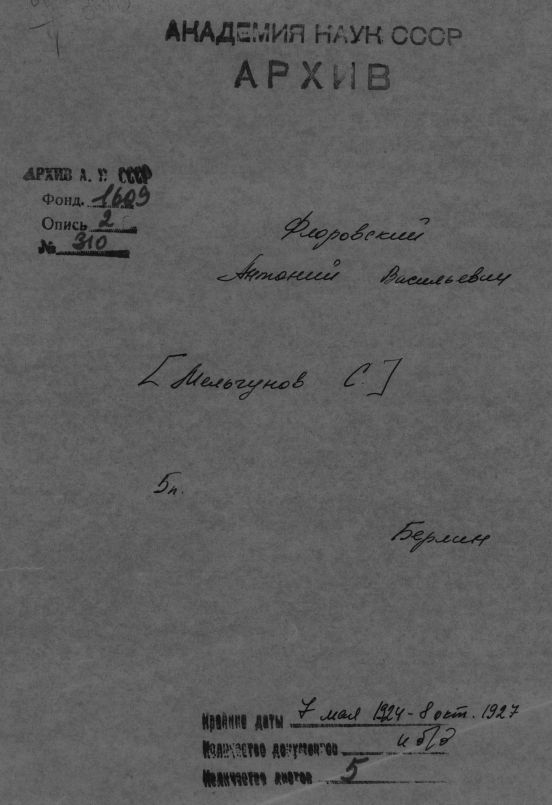 АКАДЕМИЯ НАУК СССР
АРХИВ
АРХИВ А. Н. СССР
Фонд. 1609
Опись 2
№ 310
Флоровский
Антоний Васильевич
[Мельгунов С.]
5п.
Берлин
Крайние даты 7 мая 1924-8 окт. 1927
Количество документов и б/д
Количество листов 5